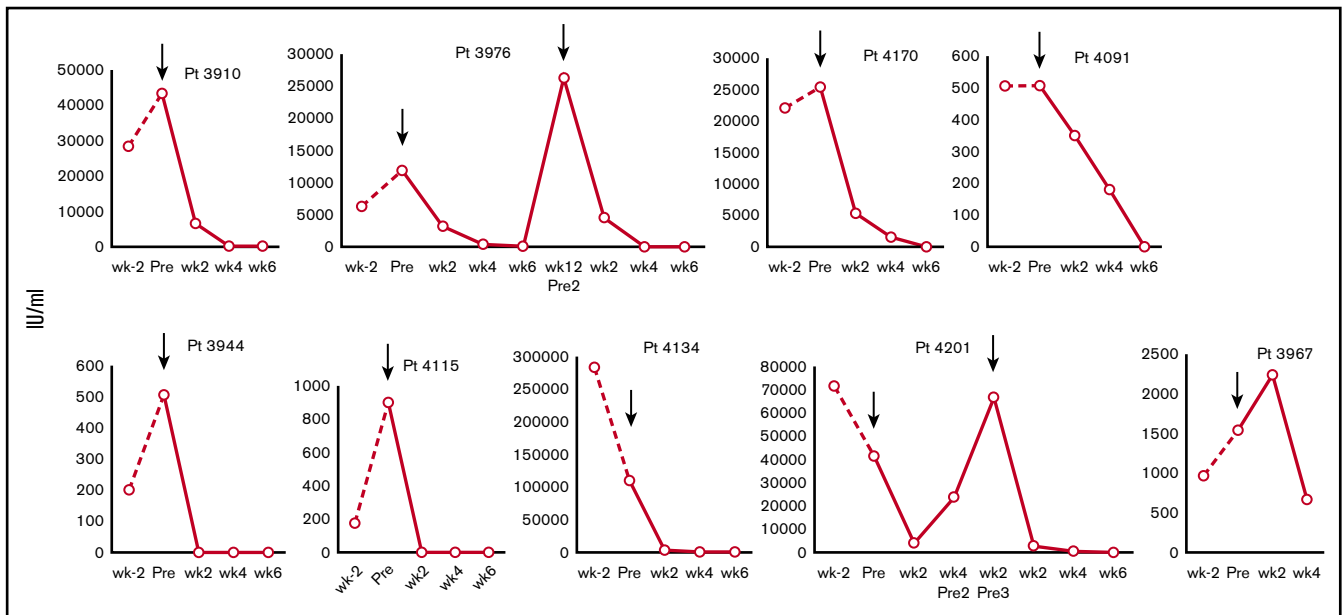 IU/ml
Pt 3910
50000
40000
30000
20000
10000
0
wk-2 Pre wk2 wk4 wk6
Pt 3976
30000
25000
20000
15000
10000
5000
0
wk-2 Pre wk2 wk4 wk6 wk12 wk2 wk4 wk6
Pre2
Pt 4170
30000
25000
20000
15000
10000
5000
0
wk-2 Pre wk2 wk4 wk6
Pt 4091
600
500
400
300
200
100
0
wk-2 Pre wk2 wk4 wk6
Pt 3944
600
500
400
300
200
100
0
wk-2 Pre wk2 wk4 wk6
Pt 4115
1000
800
600
400
200
0
wk-2 Pre wk2 wk4 wk6
Pt 4134
300000
250000
200000
150000
100000
50000
0
wk-2 Pre wk2 wk4 wk6
Pt 4201
80000
70000
60000
50000
40000
30000
20000
10000
0
wk-2 Pre wk2 wk4 wk2 wk2 wk4 wk6
Pre2 Pre3
Pt 3967
2500
2000
1500
1000
500
0
wk-2 Pre wk2 wk4